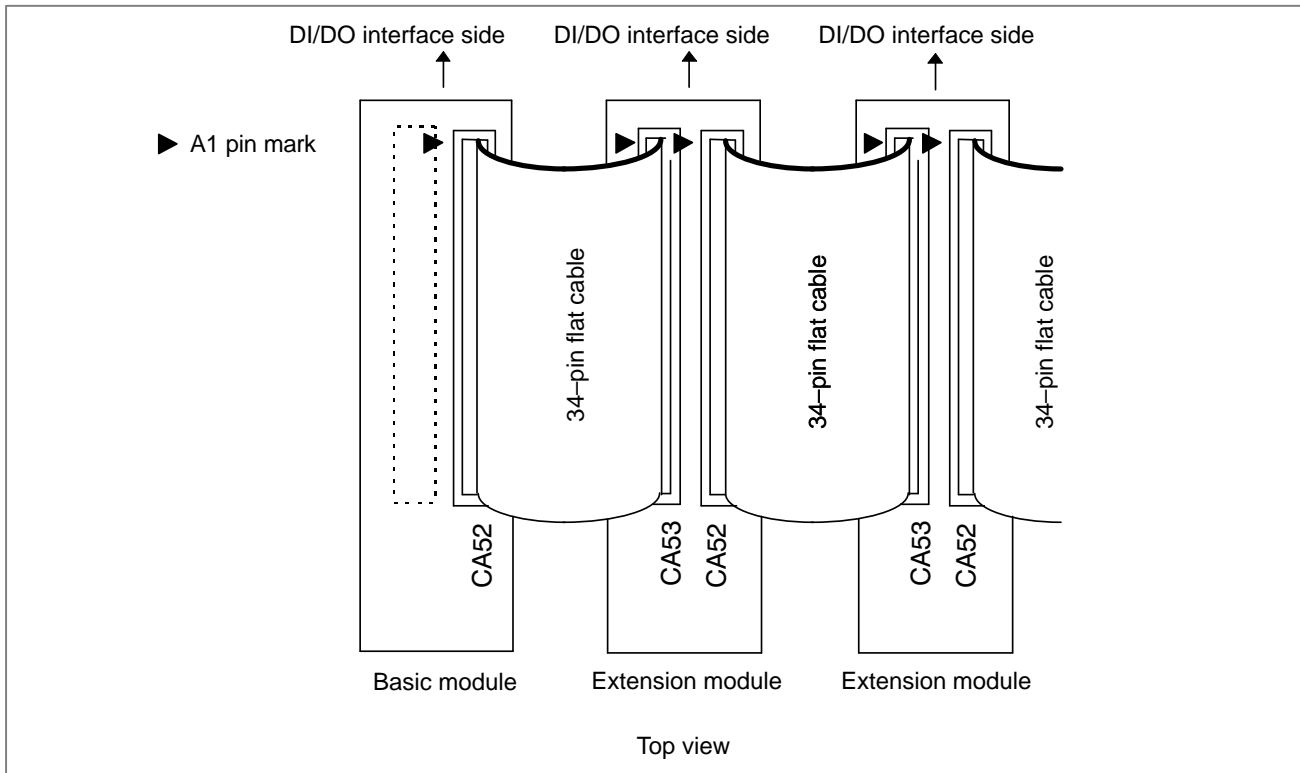 DI/DO interface side
DI/DO interface side
DI/DO interface side
A1 pin mark
34–pin flat cable
34–pin flat cable
34–pin flat cable
CA52
CA53
CA52
CA53
CA52
Basic module
Extension module
Extension module
Top view